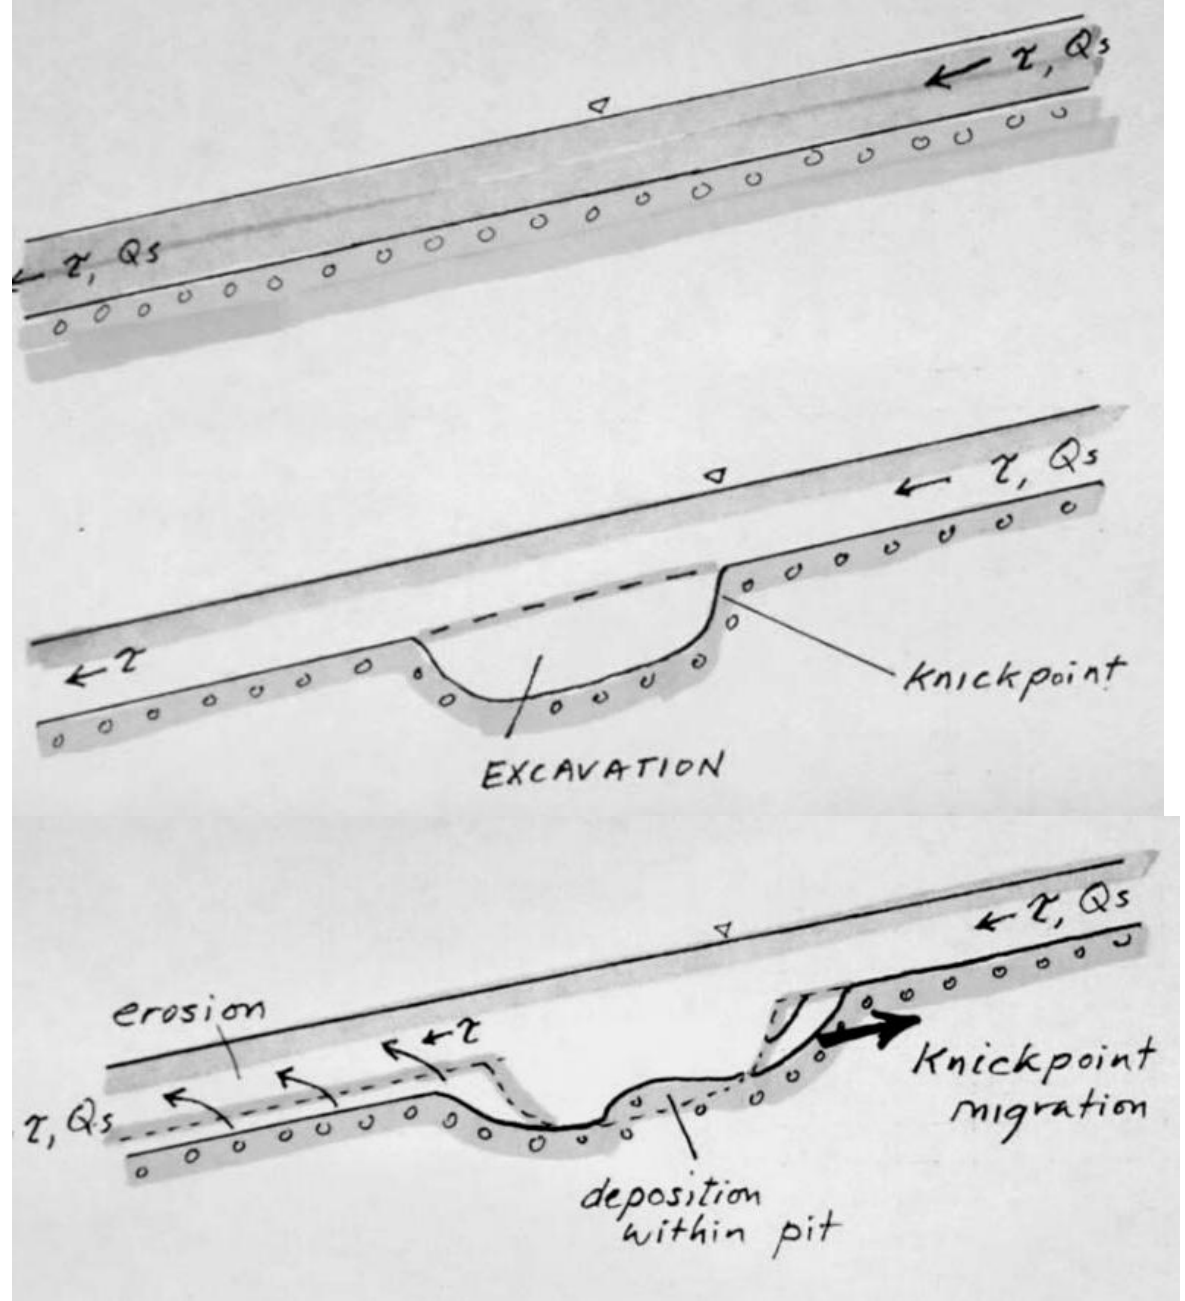 τ, Qs
τ, Qs
τ, Qs
τ
knickpoint
EXCAVATION
τ, Qs
erosion
τ
τ, Qs
Knickpoint
migration
deposition
within pit